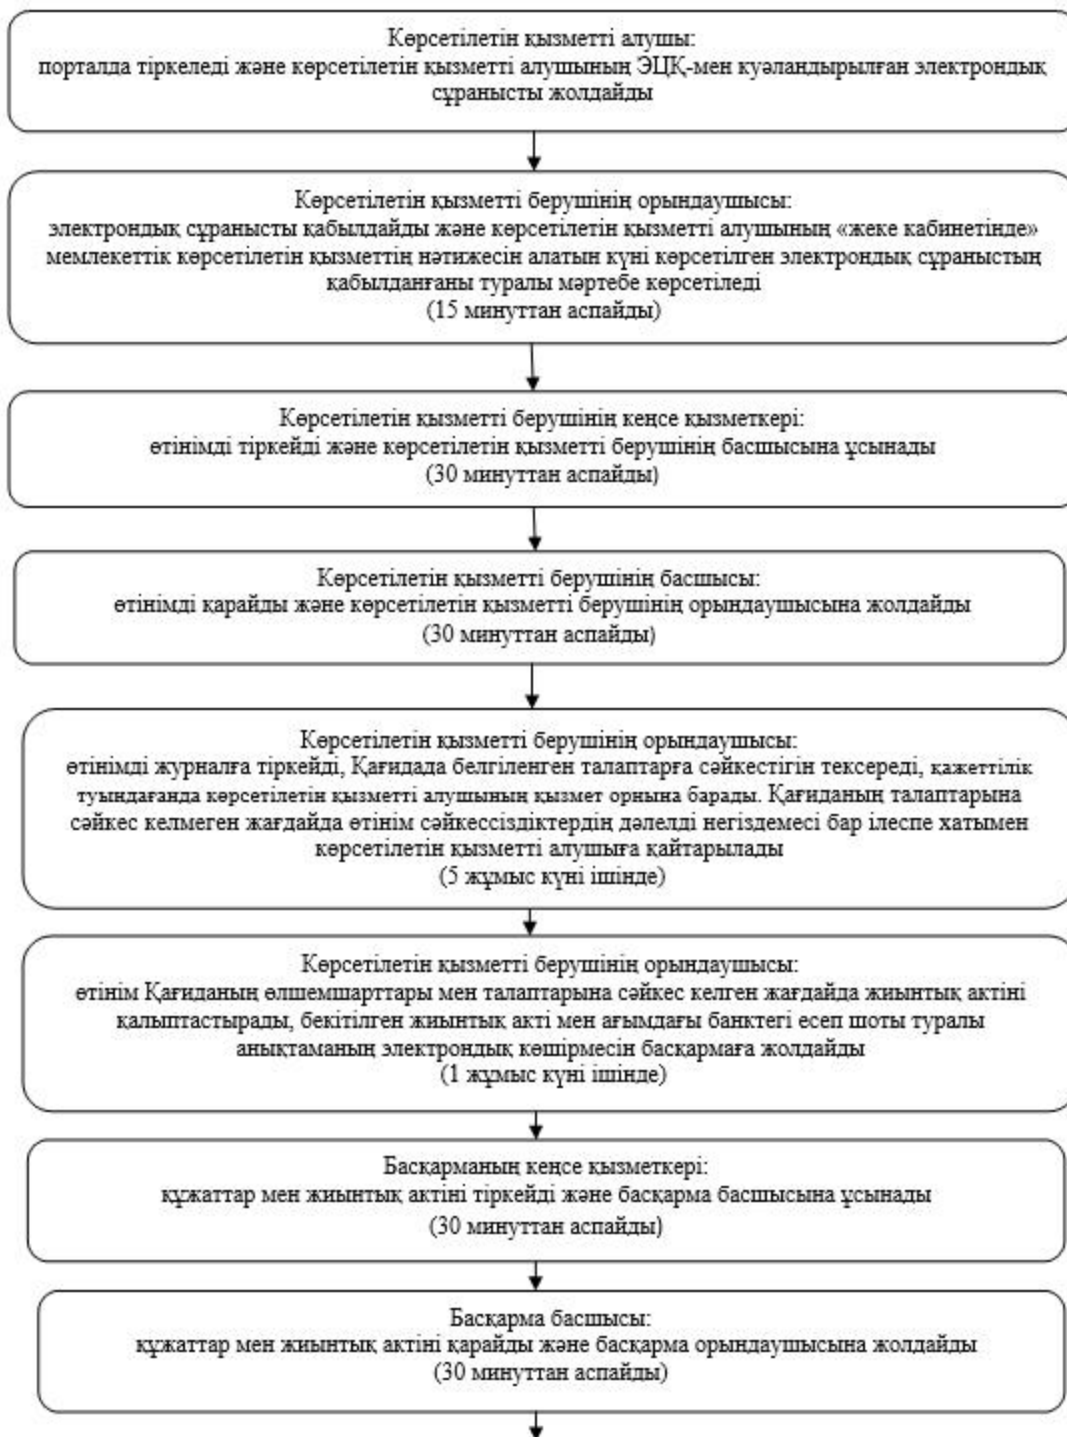 Көрсетілетін қызметті алушы:
порталда тіркеледі және көрсетілетін қызметті алушының ЭЦҚ-мен куәландырылған электрондық
сұранысты жолдайды
Көрсетілетін қызметті берушінің орындаушысы:
электрондық сұранысты қабылдайды және көрсетілетін қызметті алушының «жеке кабинетінде»
мемлекеттік көрсетілетін қызметтің нәтижесін алатын күні көрсетілген электрондық сұраныстың
қабылданғаны туралы мәртебе көрсетіледі
(15 минуттан аспайды)
Көрсетілетін қызметті берушінің кеңсе қызметкері:
өтінімді тіркейді және көрсетілетін қызметті берушінің басшысына ұсынады
(30 минуттан аспайды)
Көрсетілетін қызметті берушінің басшысы:
өтінімді қарайды және көрсетілетін қызметті берушінің орындаушысына жолдайды
(30 минуттан аспайды)
Көрсетілетін қызметті берушінің орындаушысы:
өтінімді журналға тіркейді, Қағидада белгіленген талаптарға сәйкестігін тексереді, қажеттілік
туындағанда көрсетілетін қызметті алушының қызмет орнына барады. Қағиданың талаптарына
сәйкес келмеген жағдайда өтінім сәйкессіздіктердің дәлелді негіздемесі бар ілеспе хатымен
көрсетілетін қызметті алушыға қайтарылады
(5 жұмыс күні ішінде)
Көрсетілетін қызметті берушінің орындаушысы:
өтінім Қағиданың өлшемшарттары мен талаптарына сәйкес келген жағдайда жиынтық актіні
қалыптастырады, бекітілген жиынтық акті мен ағымдағы банктегі есеп шоты туралы
анықтаманың электрондық көшірмесін басқармаға жолдайды
(1 жұмыс күні ішінде)
Басқарманың кеңсе қызметкері:
құжаттар мен жиынтық актіні тіркейді және басқарма басшысына ұсынады
(30 минуттан аспайды)
Басқарма басшысы:
құжаттар мен жиынтық актіні қарайды және басқарма орындаушысына жолдайды
(30 минуттан аспайды)